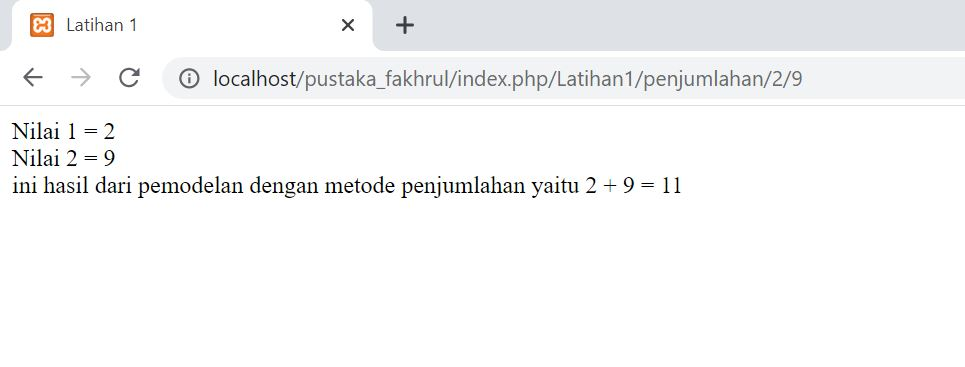 Latihan 1
localhost/pustaka_fakhrul/index.php/Latihan1/penjumlahan/2/9
Nilai 1 = 2
Nilai 2 = 9
ini hasil dari pemodelan dengan metode penjumlahan yaitu 2 + 9 = 11